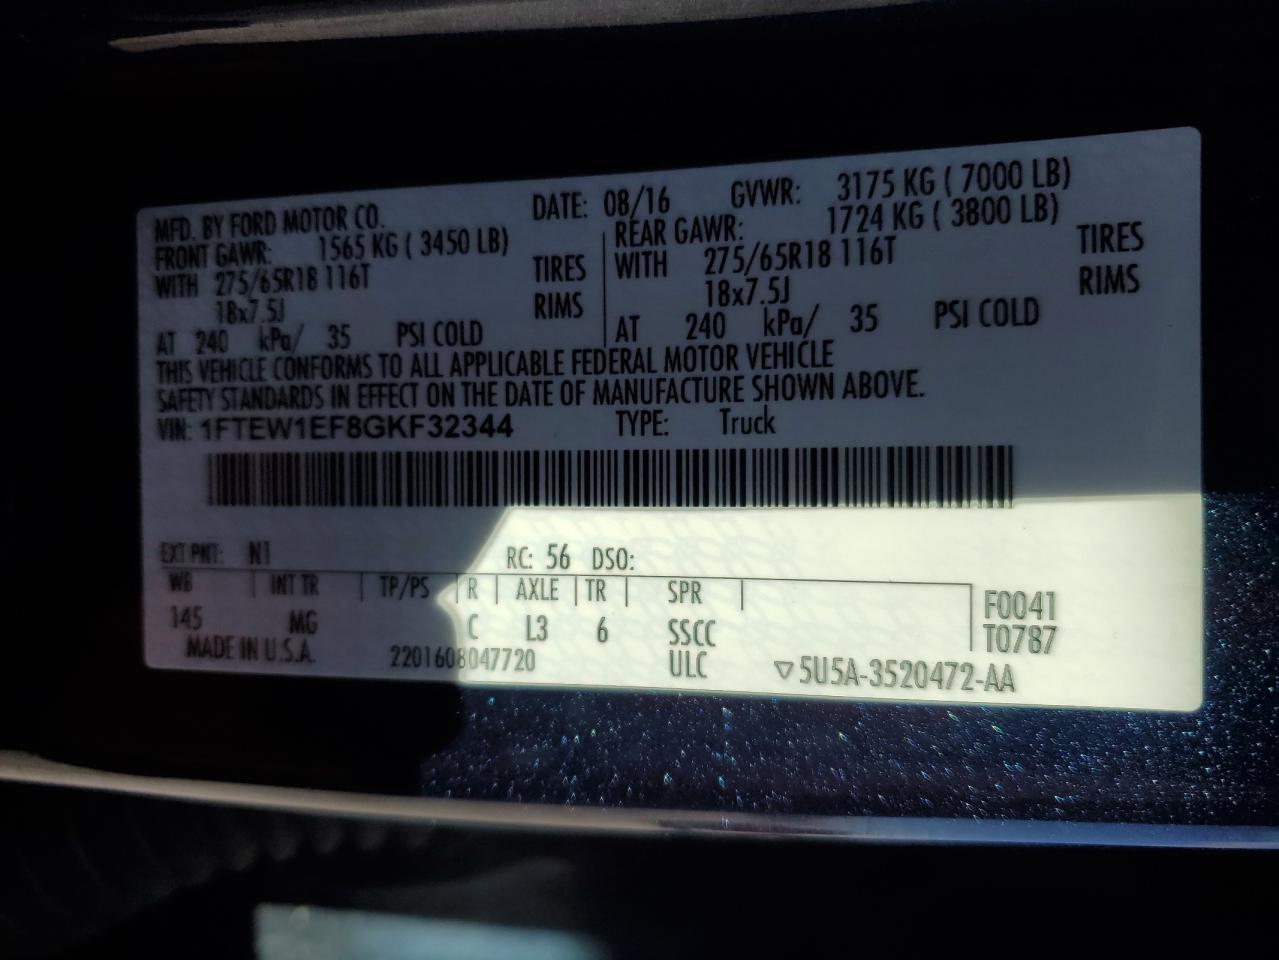 MFD. BY FORD MOTOR CO. DATE: 08/16 GVWR: 3175 KG ( 7000 LB)
FRONT GAWR: 1565 KG ( 3450 LB) REAR GAWR: 1724 KG ( 3800 LB)
WITH 275/65R18 116T TIRES WITH 275/65R18 116T TIRES
18x7.5J RIMS 18x7.5J RIMS
AT 240 kPa/ 35 PSI COLD AT 240 kPa/ 35 PSI COLD
THIS VEHICLE CONFORMS TO ALL APPLICABLE FEDERAL MOTOR VEHICLE
SAFETY STANDARDS IN EFFECT ON THE DATE OF MANUFACTURE SHOWN ABOVE.
VIN: 1FTEW1EF8GKF32344 TYPE: Truck
EXT PNT: N1 RC: 56 DSO:
WB INT TR TP/PS R AXLE TR SPR F0041
145 MG C L3 6 SSCC T0787
MADE IN U.S.A. 2201608047720 ULC ▽5U5A-3520472-AA